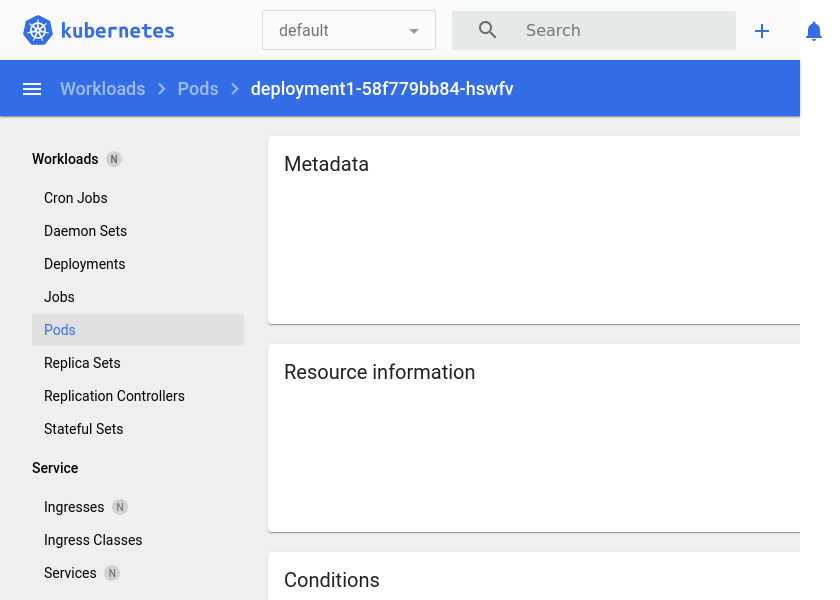 kubernetes
default
Search
Workloads
Pods
deployment1-58f779bb84-hswfv
Workloads N
Cron Jobs
Daemon Sets
Deployments
Jobs
Pods
Replica Sets
Replication Controllers
Stateful Sets
Service
Ingresses N
Ingress Classes
Services N
Metadata
Resource information
Conditions